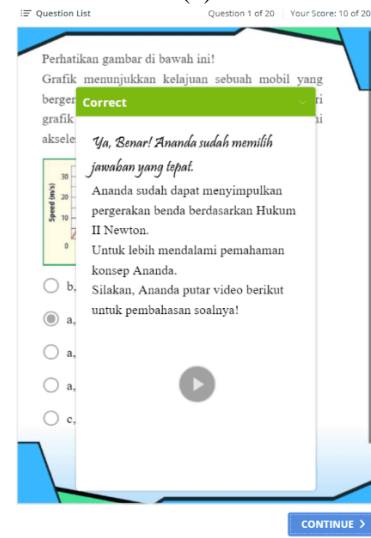 Question List
Question 1 of 20 Your Score: 10 of 20
Perhatikan gambar di bawah ini!
Grafik menunjukkan kelajuan sebuah mobil yang
berger ri
grafik ni
aksele
Correct
Ya, Benar! Ananda sudah memilih
jawaban yang tepat.
Ananda sudah dapat menyimpulkan
pergerakan benda berdasarkan Hukum
II Newton.
Untuk lebih mendalami pemahaman
konsep Ananda.
Silakan, Ananda putar video berikut
untuk pembahasan soalnya!
Speed (m/s)
30
20
10
0
b,
a,
a,
a,
c,
CONTINUE